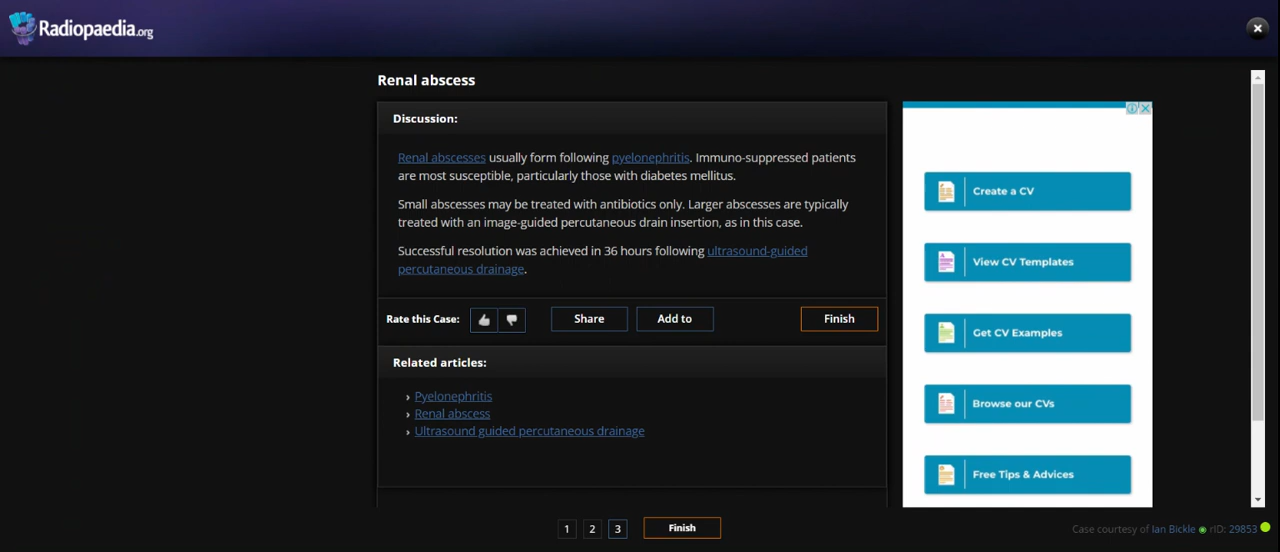 Radiopaedia.org
Renal abscess
Discussion:
Renal abscesses usually form following pyelonephritis. Immuno-suppressed patients
are most susceptible, particularly those with diabetes mellitus.
Small abscesses may be treated with antibiotics only. Larger abscesses are typically
treated with an image-guided percutaneous drain insertion, as in this case.
Successful resolution was achieved in 36 hours following ultrasound-guided
percutaneous drainage.
Rate this Case:
Share
Add to
Finish
Related articles:
› Pyelonephritis
› Renal abscess
› Ultrasound guided percutaneous drainage
Create a CV
View CV Templates
Get CV Examples
Browse our CVs
Free Tips & Advices
1 2 3 Finish
Case courtesy of Ian Bickle rID: 29853